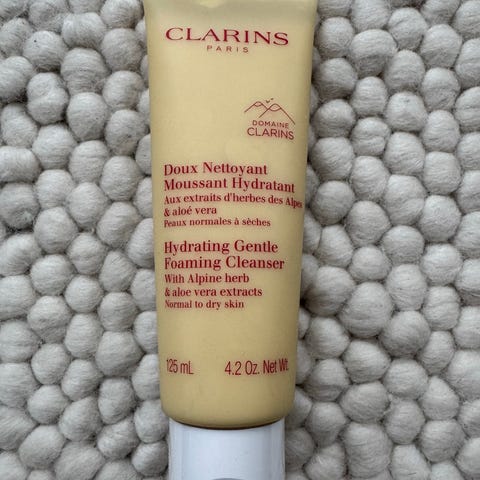 CLARINS
PARIS
DOMAINE
CLARINS
Doux Nettoyant
Moussant Hydratant
Aux extraits d'herbes des Alpes
& aloé vera
Peaux normales à sèches
Hydrating Gentle
Foaming Cleanser
With Alpine herb
& aloe vera extracts
Normal to dry skin
125 mL 4.2 Oz. Net Wt.